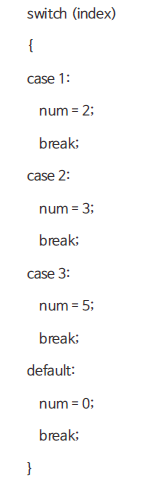 switch (index)
{
case 1:
num = 2;
break;
case 2:
num = 3;
break;
case 3:
num = 5;
break;
default:
num = 0;
break;
}